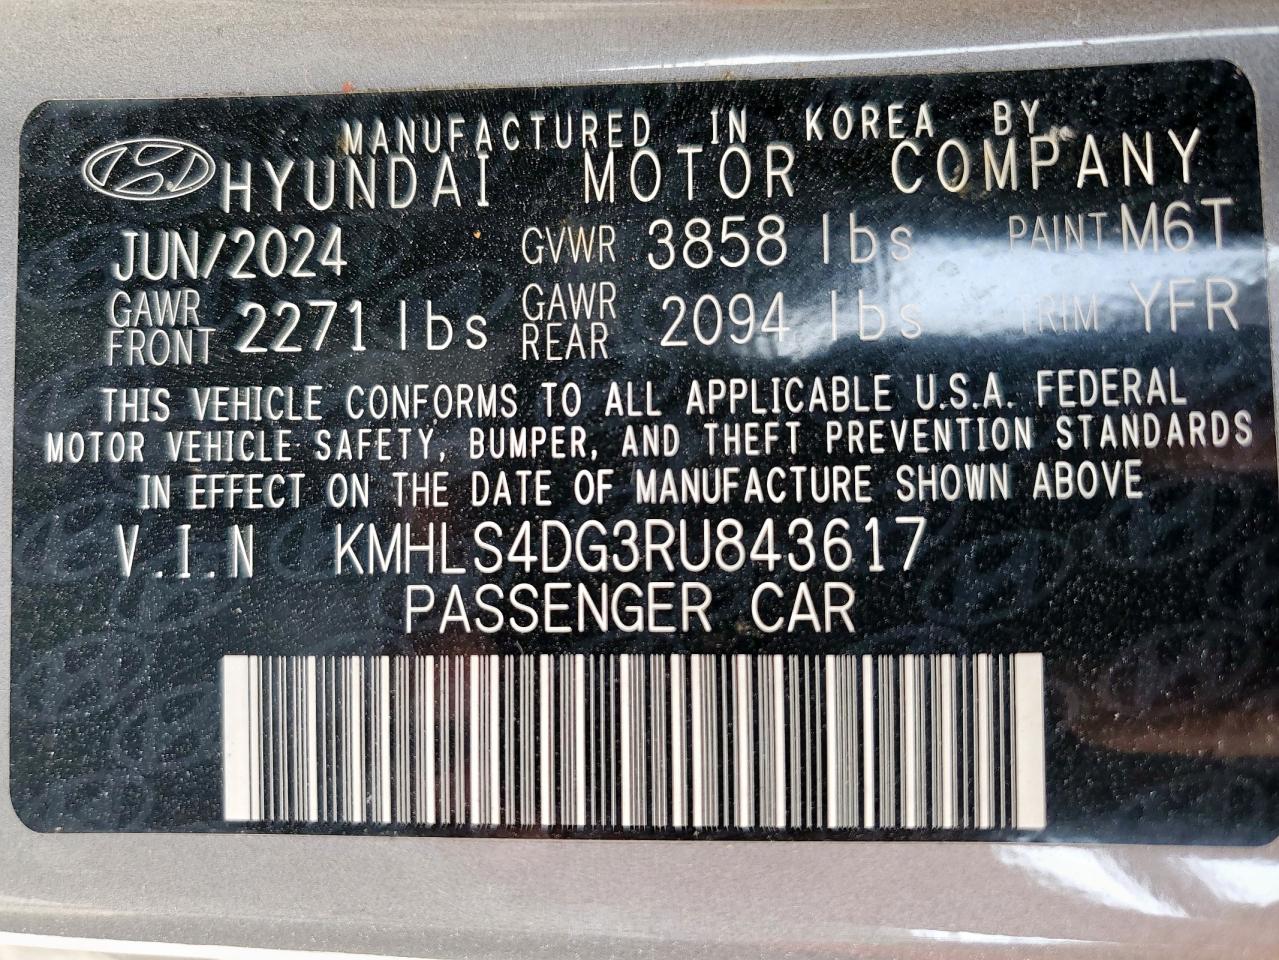 MANUFACTURED IN KOREA BY
HYUNDAI MOTOR COMPANY
JUN/2024 GVWR 3858 lbs PAINT M6T
GAWR FRONT 2271 lbs GAWR REAR 2094 lbs TRIM YFR
THIS VEHICLE CONFORMS TO ALL APPLICABLE U.S.A. FEDERAL
MOTOR VEHICLE SAFETY, BUMPER, AND THEFT PREVENTION STANDARDS
IN EFFECT ON THE DATE OF MANUFACTURE SHOWN ABOVE
V.I.N KMHLS4DG3RU843617
PASSENGER CAR